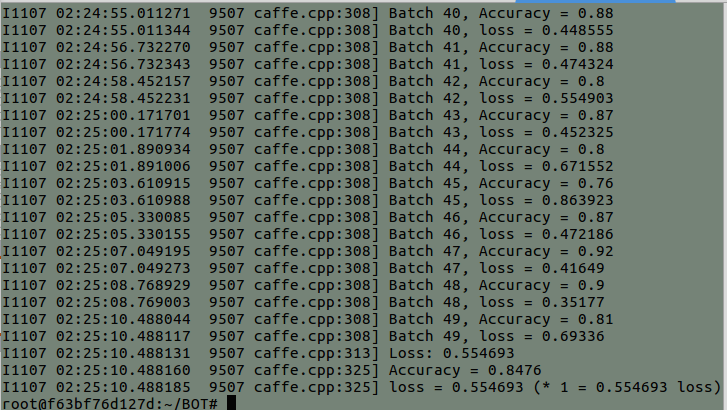 I1107 02:24:55.011271  9507 caffe.cpp:308] Batch 40, Accuracy = 0.88
I1107 02:24:55.011344  9507 caffe.cpp:308] Batch 40, loss = 0.448555
I1107 02:24:56.732270  9507 caffe.cpp:308] Batch 41, Accuracy = 0.88
I1107 02:24:56.732343  9507 caffe.cpp:308] Batch 41, loss = 0.474324
I1107 02:24:58.452157  9507 caffe.cpp:308] Batch 42, Accuracy = 0.8
I1107 02:24:58.452231  9507 caffe.cpp:308] Batch 42, loss = 0.554903
I1107 02:25:00.171701  9507 caffe.cpp:308] Batch 43, Accuracy = 0.87
I1107 02:25:00.171774  9507 caffe.cpp:308] Batch 43, loss = 0.452325
I1107 02:25:01.890934  9507 caffe.cpp:308] Batch 44, Accuracy = 0.8
I1107 02:25:01.891006  9507 caffe.cpp:308] Batch 44, loss = 0.671552
I1107 02:25:03.610915  9507 caffe.cpp:308] Batch 45, Accuracy = 0.76
I1107 02:25:03.610988  9507 caffe.cpp:308] Batch 45, loss = 0.863923
I1107 02:25:05.330085  9507 caffe.cpp:308] Batch 46, Accuracy = 0.87
I1107 02:25:05.330155  9507 caffe.cpp:308] Batch 46, loss = 0.472186
I1107 02:25:07.049195  9507 caffe.cpp:308] Batch 47, Accuracy = 0.92
I1107 02:25:07.049273  9507 caffe.cpp:308] Batch 47, loss = 0.41649
I1107 02:25:08.768929  9507 caffe.cpp:308] Batch 48, Accuracy = 0.9
I1107 02:25:08.769003  9507 caffe.cpp:308] Batch 48, loss = 0.35177
I1107 02:25:10.488044  9507 caffe.cpp:308] Batch 49, Accuracy = 0.81
I1107 02:25:10.488117  9507 caffe.cpp:308] Batch 49, loss = 0.69336
I1107 02:25:10.488131  9507 caffe.cpp:313] Loss: 0.554693
I1107 02:25:10.488160  9507 caffe.cpp:325] Accuracy = 0.8476
I1107 02:25:10.488185  9507 caffe.cpp:325] loss = 0.554693 (* 1 = 0.554693 loss)
root@f63bf76d127d:~/BOT#